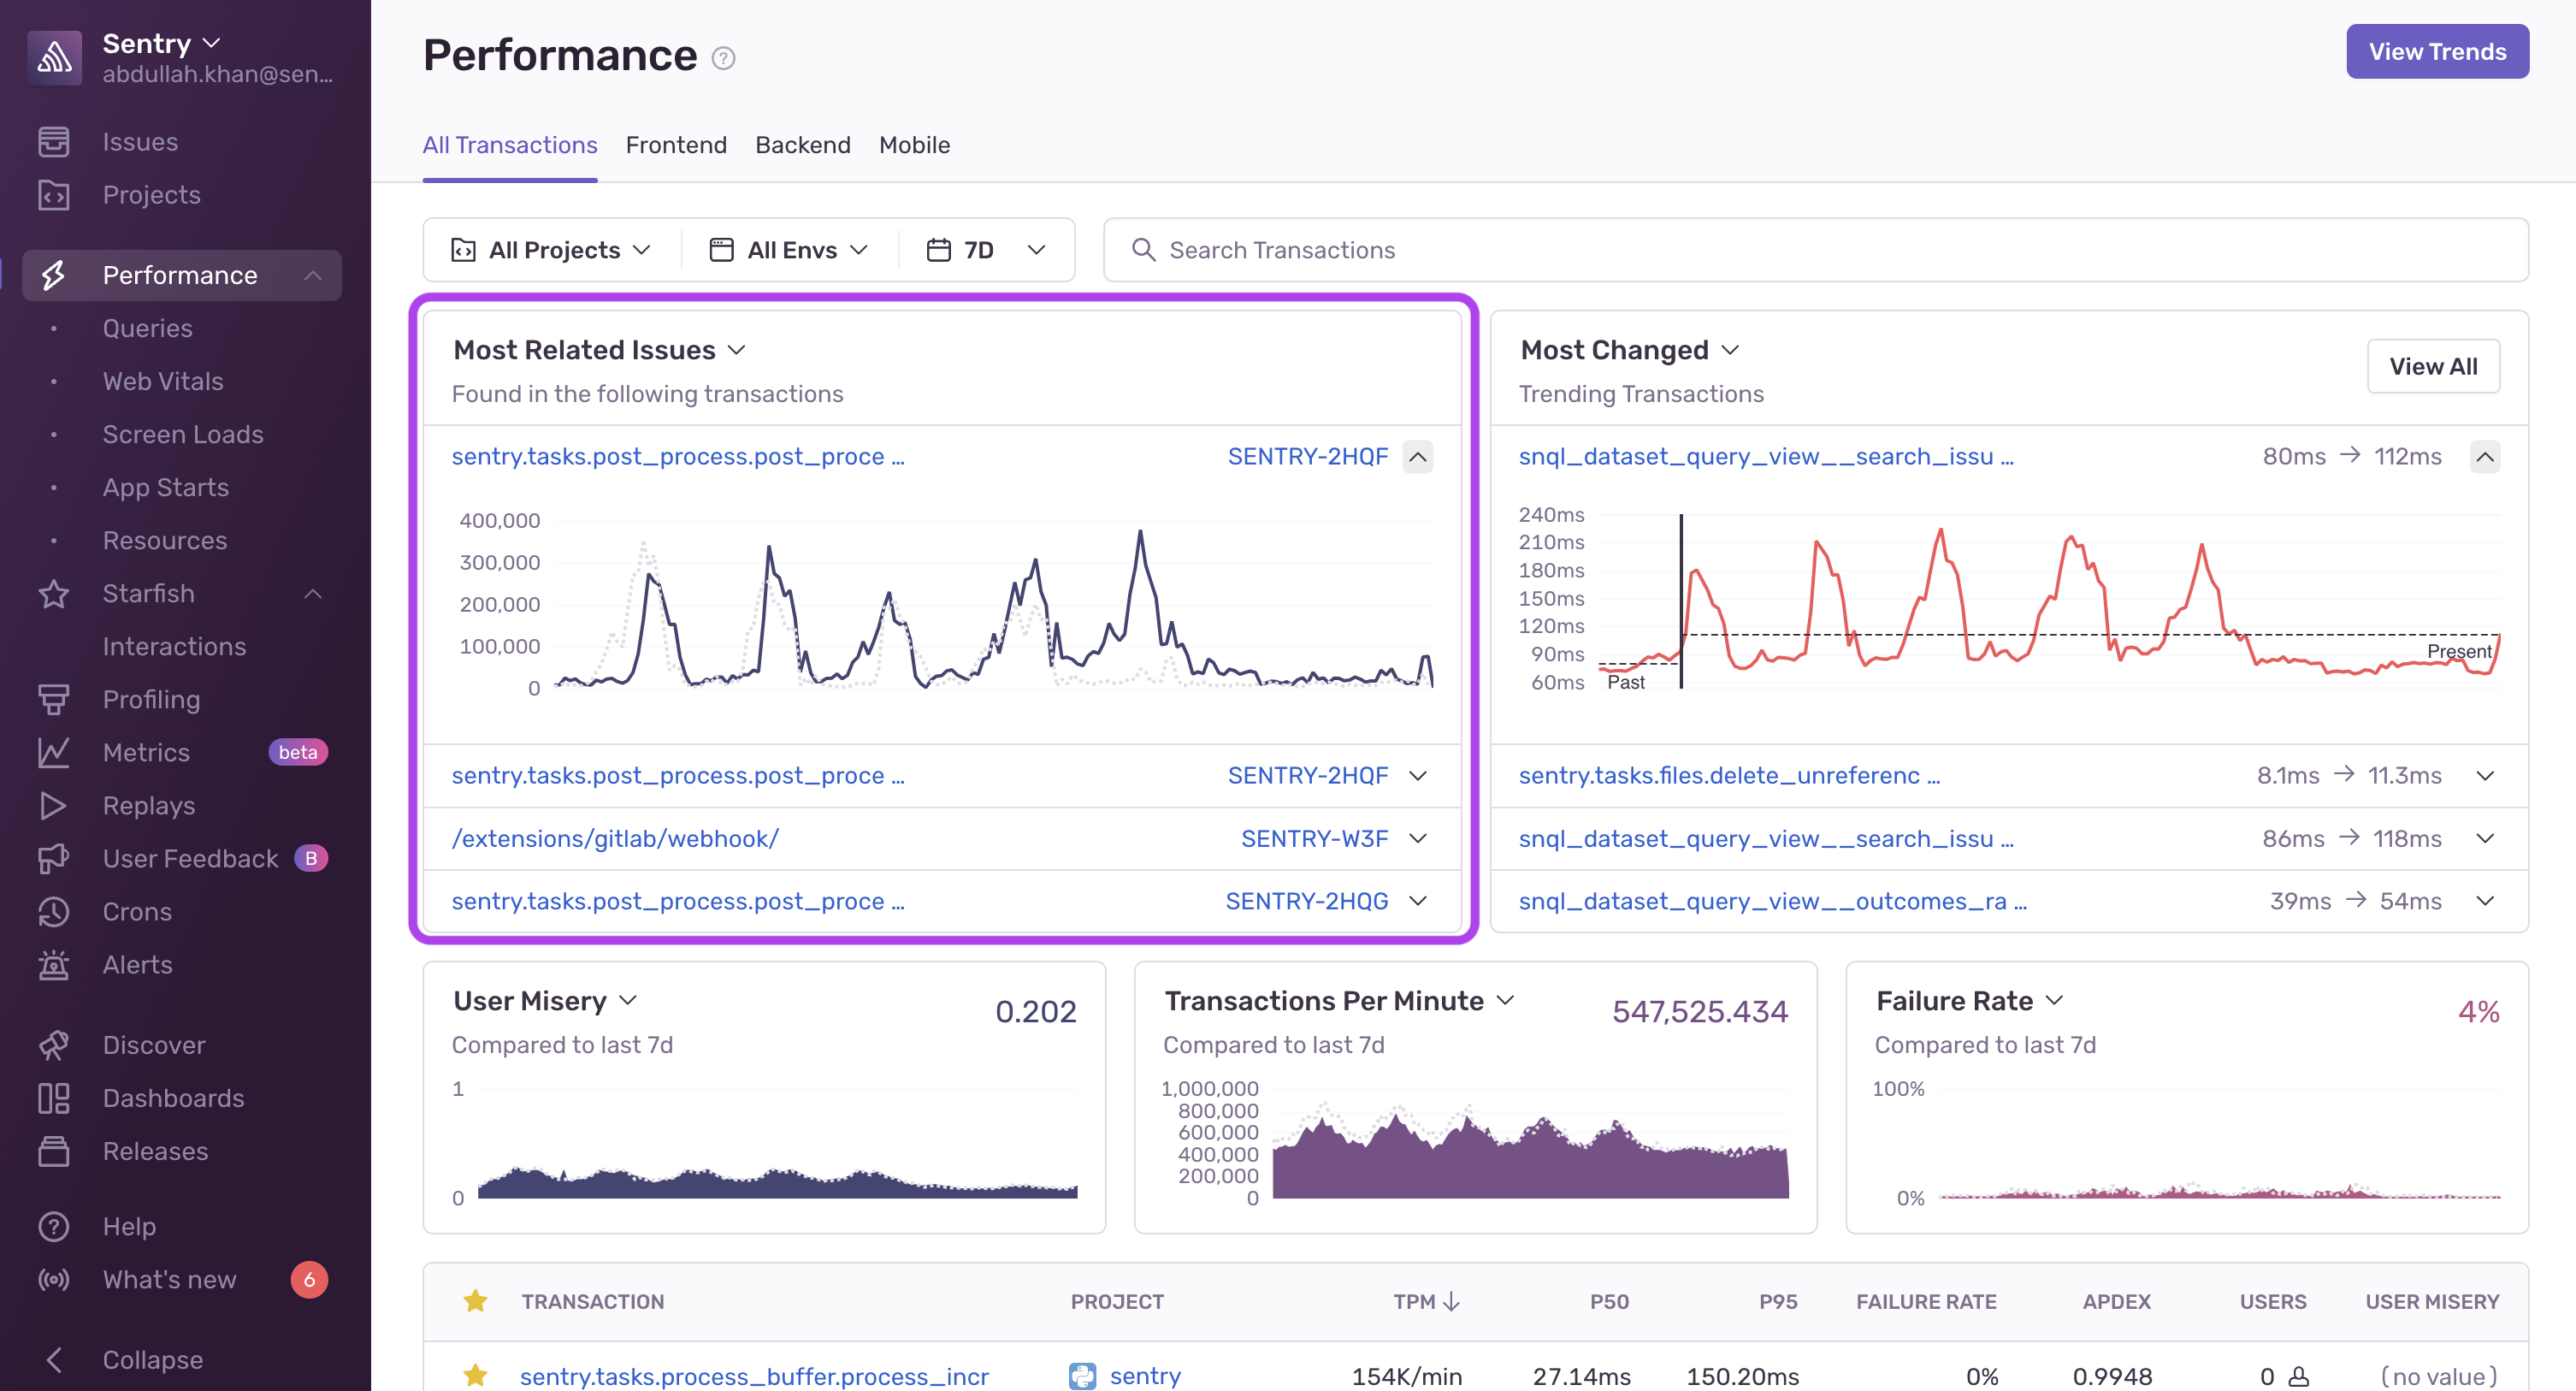 Sentry
abdullah.khan@sen...
Issues
Projects
Performance
Queries
Web Vitals
Screen Loads
App Starts
Resources
Starfish
Interactions
Profiling
Metrics beta
Replays
User Feedback B
Crons
Alerts
Discover
Dashboards
Releases
Help
What's new 6
Collapse
Performance ?
View Trends
All Transactions Frontend Backend Mobile
All Projects All Envs 7D
Search Transactions
Most Related Issues
Found in the following transactions
sentry.tasks.post_process.post_proce ... SENTRY-2HQF
400,000
300,000
200,000
100,000
0
sentry.tasks.post_process.post_proce ... SENTRY-2HQF
/extensions/gitlab/webhook/ SENTRY-W3F
sentry.tasks.post_process.post_proce ... SENTRY-2HQG
Most Changed
View All
Trending Transactions
snql_dataset_query_view__search_issu ... 80ms → 112ms
240ms
210ms
180ms
150ms
120ms
90ms
60ms
Past
Present
sentry.tasks.files.delete_unreferenc ... 8.1ms → 11.3ms
snql_dataset_query_view__search_issu ... 86ms → 118ms
snql_dataset_query_view__outcomes_ra ... 39ms → 54ms
User Misery 0.202
Compared to last 7d
1
0
Transactions Per Minute 547,525.434
Compared to last 7d
1,000,000
800,000
600,000
400,000
200,000
0
Failure Rate 4%
Compared to last 7d
100%
0%
TRANSACTION PROJECT TPM ↓ P50 P95 FAILURE RATE APDEX USERS USER MISERY
sentry.tasks.process_buffer.process_incr sentry 154K/min 27.14ms 150.20ms 0% 0.9948 0 (no value)